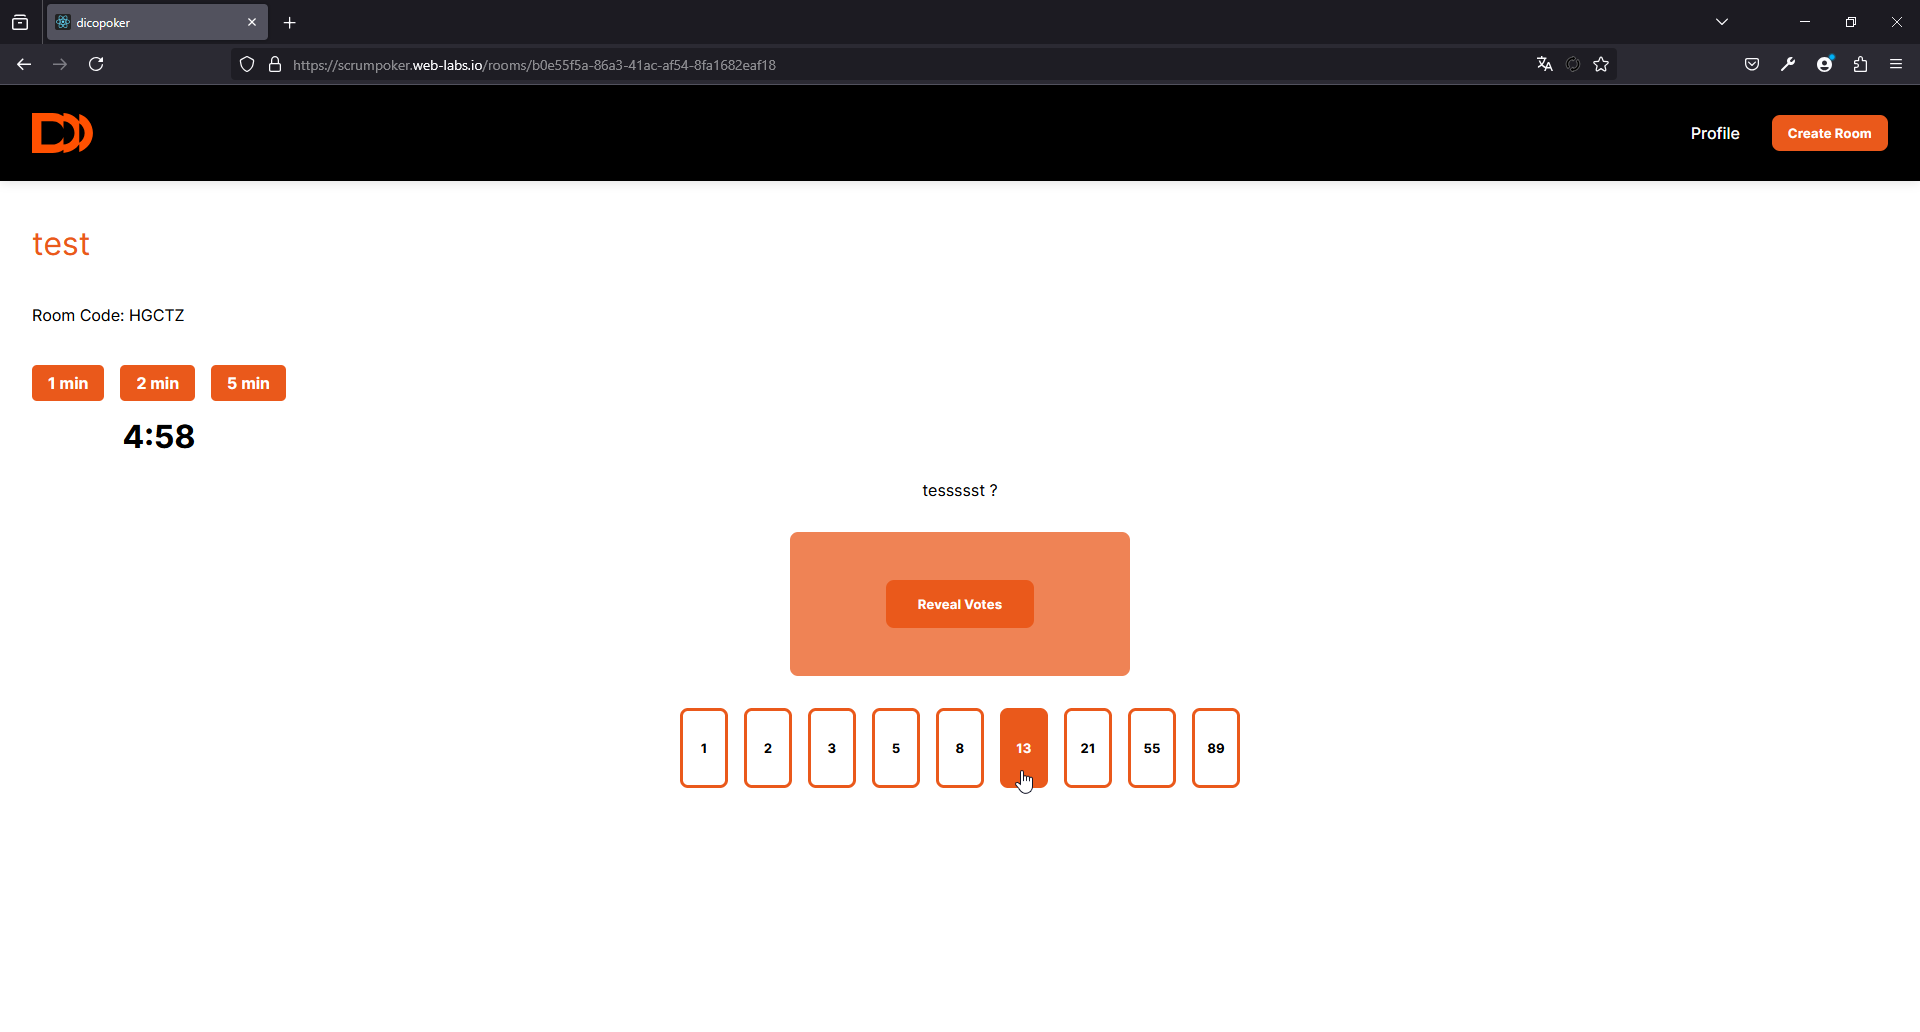 dicopoker
https://scrumpoker.web-labs.io/rooms/b0e55f5a-86a3-41ac-af54-8fa1682eaf18
Profile
Create Room
test
Room Code: HGCTZ
1 min 2 min 5 min
4:58
tessssst ?
Reveal Votes
1 2 3 5 8 13 21 55 89